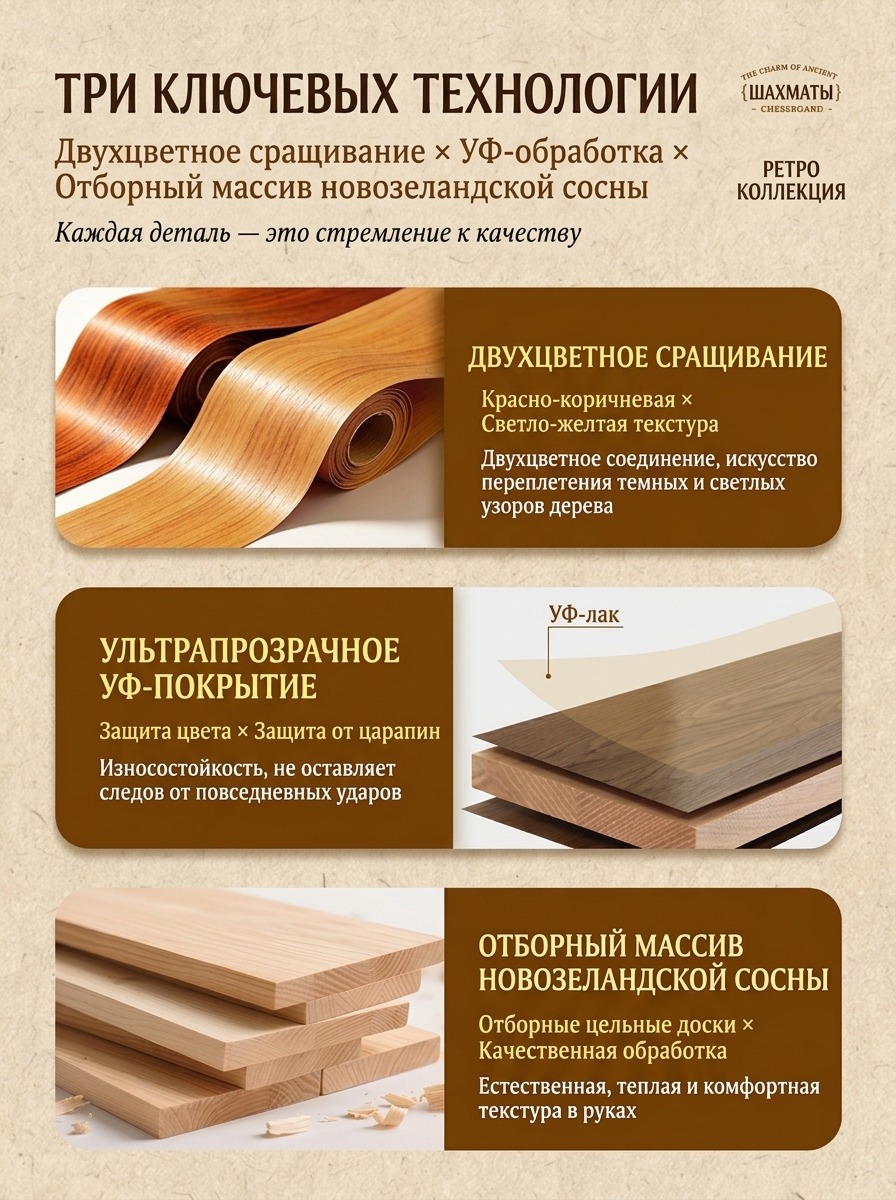 ТРИ КЛЮЧЕВЫХ ТЕХНОЛОГИИ
THE CHARM OF ANCIENT
{ШАХМАТЫ}
- CHESSRGAND -
Двухцветное сращивание × УФ-обработка ×
Отборный массив новозеландской сосны
РЕТРО
КОЛЛЕКЦИЯ
Каждая деталь — это стремление к качеству
ДВУХЦВЕТНОЕ СРАЩИВАНИЕ
Красно-коричневая ×
Светло-желтая текстура
Двухцветное соединение, искусство
переплетения темных и светлых
узоров дерева
УЛЬТРАПРОЗРАЧНОЕ
УФ-ПОКРЫТИЕ
Защита цвета × Защита от царапин
Износостойкость, не оставляет
следов от повседневных ударов
УФ-лак
ОТБОРНЫЙ МАССИВ
НОВОЗЕЛАНДСКОЙ СОСНЫ
Отборные цельные доски ×
Качественная обработка
Естественная, теплая и комфортная
текстура в руках